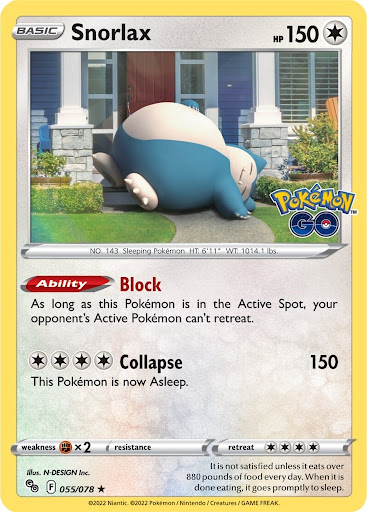 BASIC Snorlax HP 150
Pokémon
GO
NO. 143 Sleeping Pokémon HT: 6'11" WT: 1014.1 lbs.
Ability Block
As long as this Pokémon is in the Active Spot, your
opponent's Active Pokémon can't retreat.
Collapse 150
This Pokémon is now Asleep.
weakness ×2 resistance retreat
Illus. N-DESIGN Inc.
F 055/078 ★
It is not satisfied unless it eats over
880 pounds of food every day. When it is
done eating, it goes promptly to sleep.
©2022 Niantic. ©2022 Pokémon / Nintendo / Creatures / GAME FREAK.